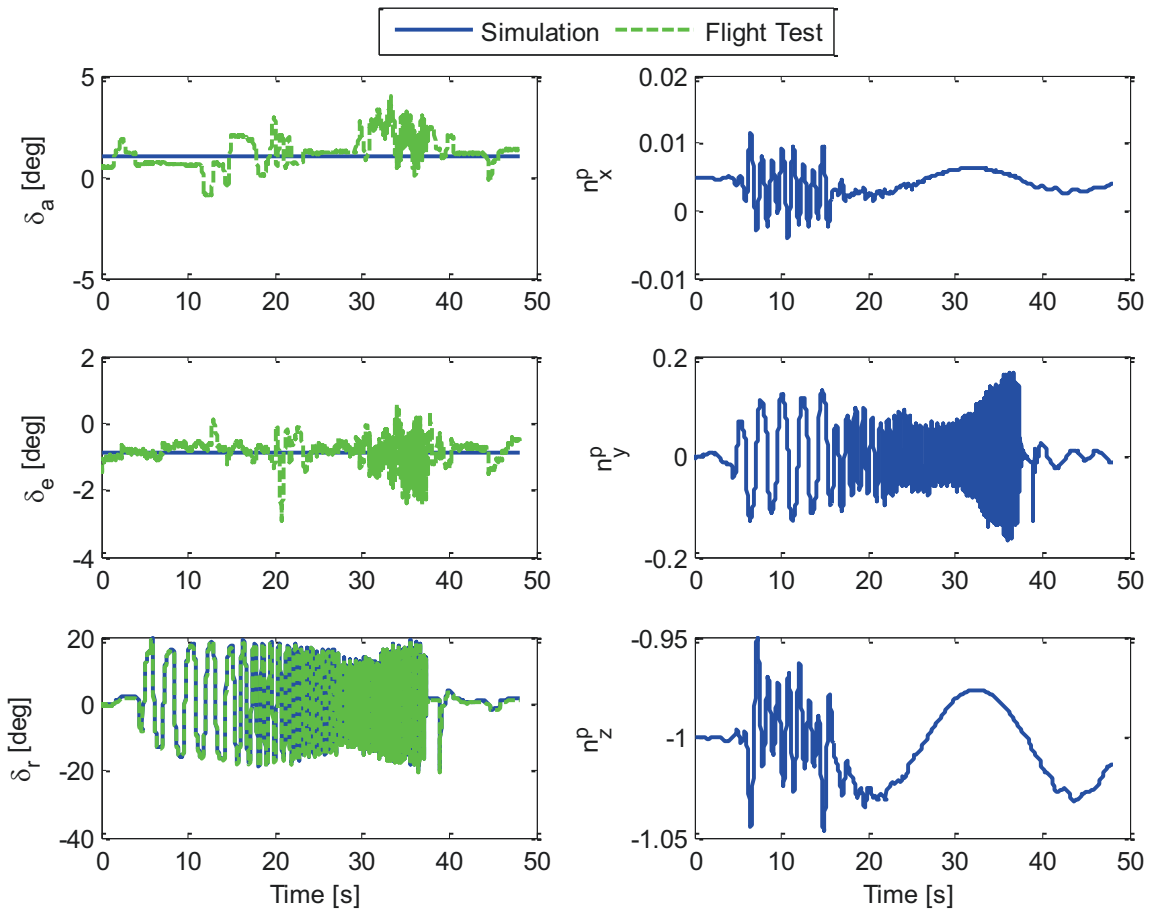 Simulation Flight Test
5
0
-5
δa [deg]
0 10 20 30 40 50
0.02
0.01
0
-0.01
n_x^p
0 10 20 30 40 50
2
0
-2
-4
δe [deg]
0 10 20 30 40 50
0.2
0
-0.2
n_y^p
0 10 20 30 40 50
20
0
-20
-40
δr [deg]
0 10 20 30 40 50
Time [s]
-0.95
-1
-1.05
n_z^p
0 10 20 30 40 50
Time [s]